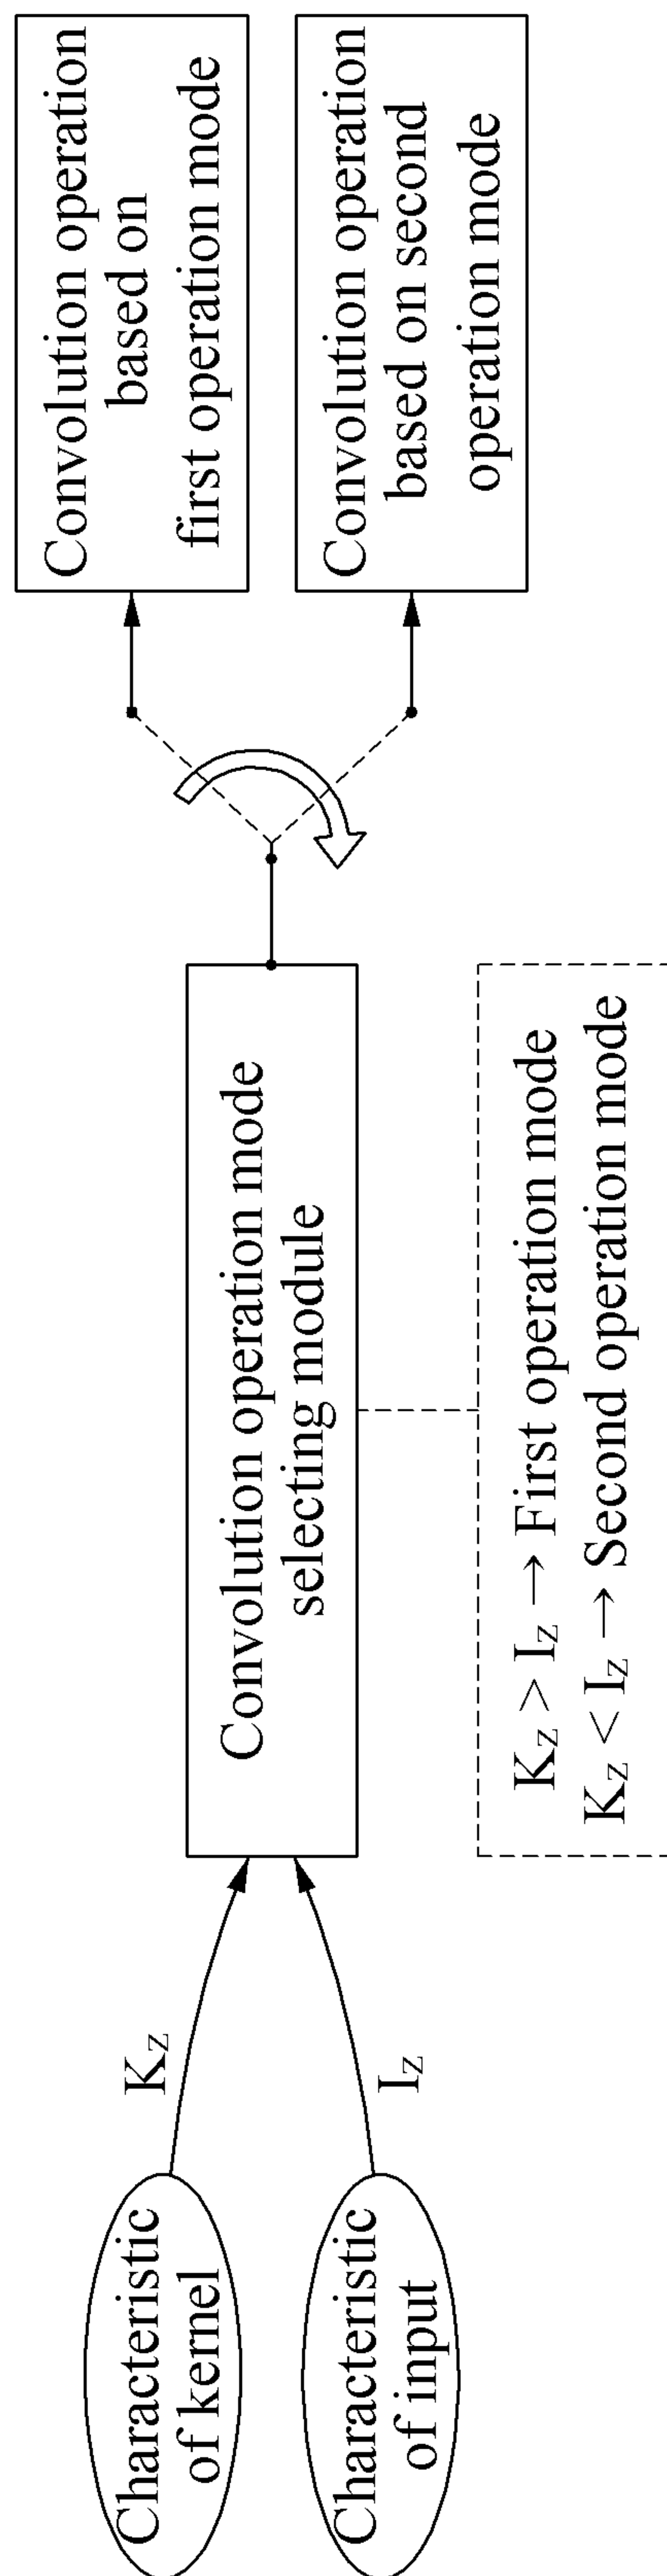 Characteristic
of kernel
Characteristic
of input
K_Z
I_Z
Convolution operation mode
selecting module
K_Z > I_Z → First operation mode
K_Z < I_Z → Second operation mode
Convolution operation
based on
first operation mode
Convolution operation
based on second
operation mode